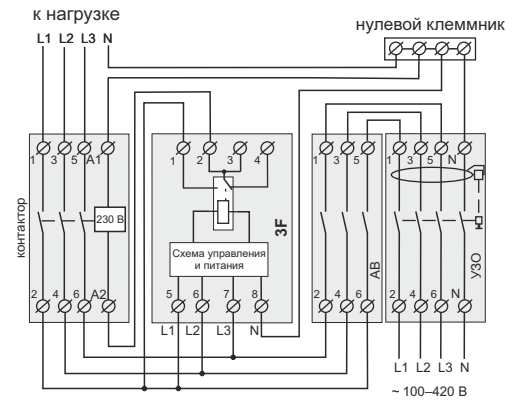 к нагрузке
нулевой клеммник
L1 L2 L3 N
1 3 5 A1
1 2 3 4
1 3 5
1 3 5 N
контактор
230 В
3F
Схема управления
и питания
АВ
УЗО
2 4 6 A2
5 6 7 8
2 4 6
2 4 6 N
L1 L2 L3 N
L1 L2 L3 N
~ 100–420 В